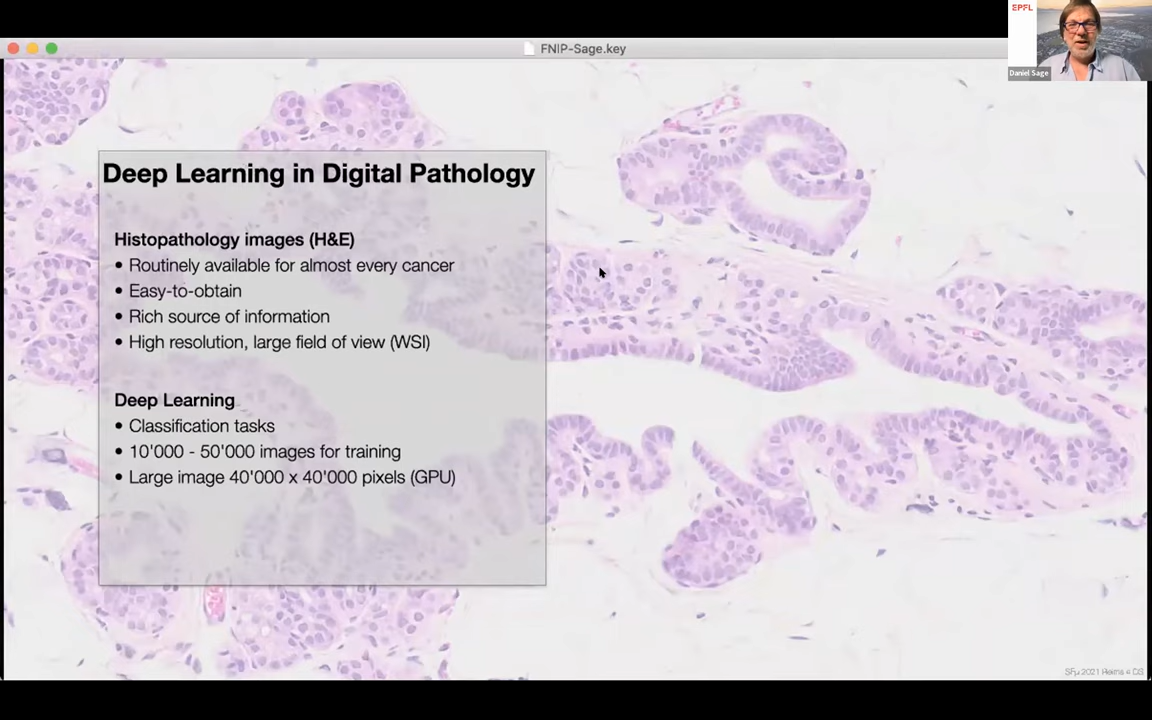 EPFL
FNIP-Sage.key
Daniel Sage
Deep Learning in Digital Pathology
Histopathology images (H&E)
• Routinely available for almost every cancer
• Easy-to-obtain
• Rich source of information
• High resolution, large field of view (WSI)
Deep Learning
• Classification tasks
• 10'000 - 50'000 images for training
• Large image 40'000 x 40'000 pixels (GPU)
2021